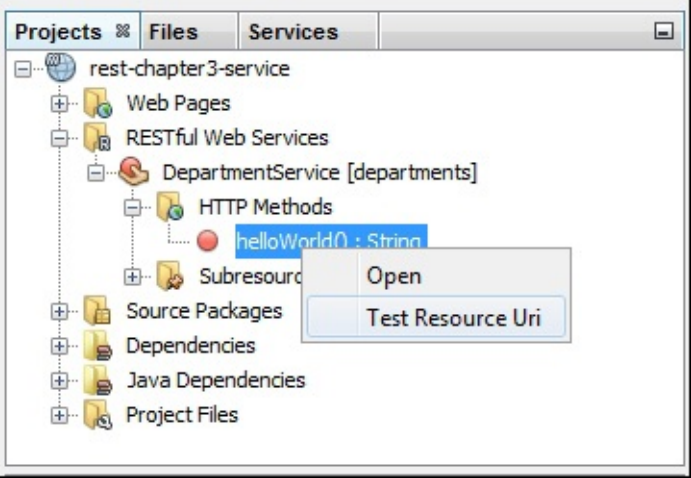 Projects Files Services
rest-chapter3-service
Web Pages
RESTful Web Services
DepartmentService [departments]
HTTP Methods
helloWorld() : String
Open
Test Resource Uri
Source Packages
Dependencies
Java Dependencies
Project Files